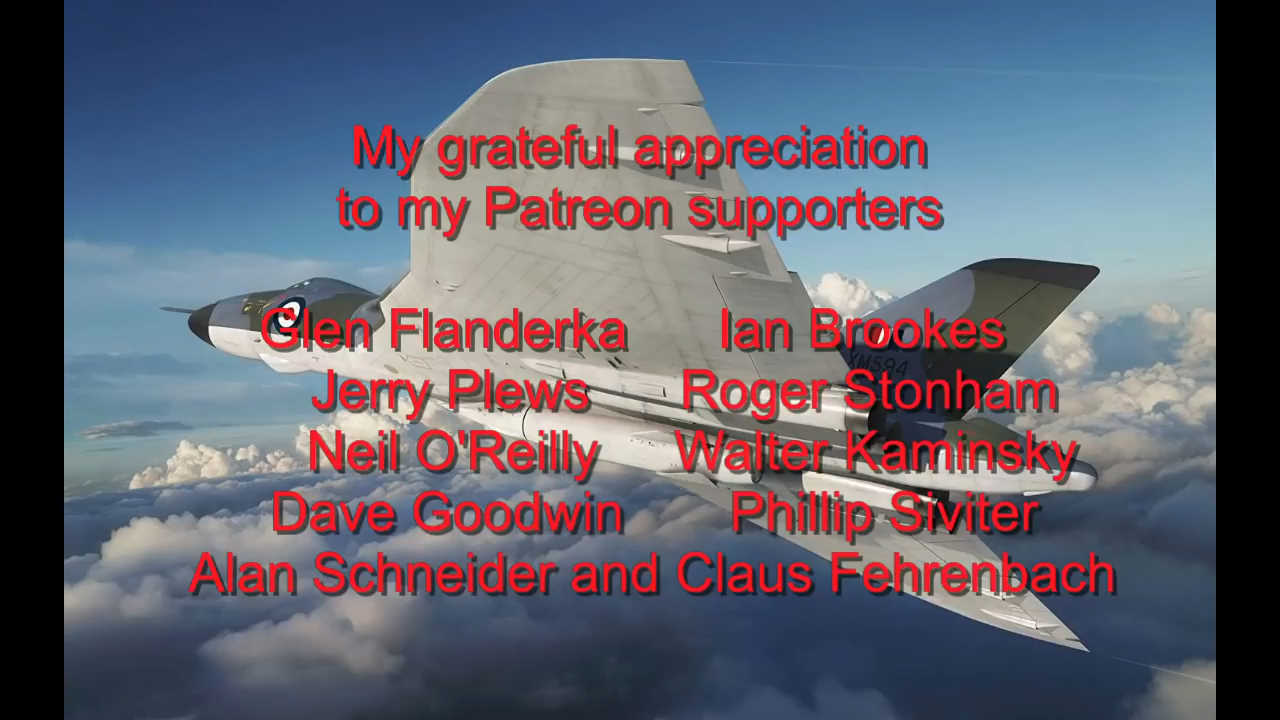 My grateful appreciation
to my Patreon supporters
Glen Flanderka Ian Brookes
Jerry Plews Roger Stonham
Neil O'Reilly Walter Kaminsky
Dave Goodwin Phillip Siviter
Alan Schneider and Claus Fehrenbach
XM594